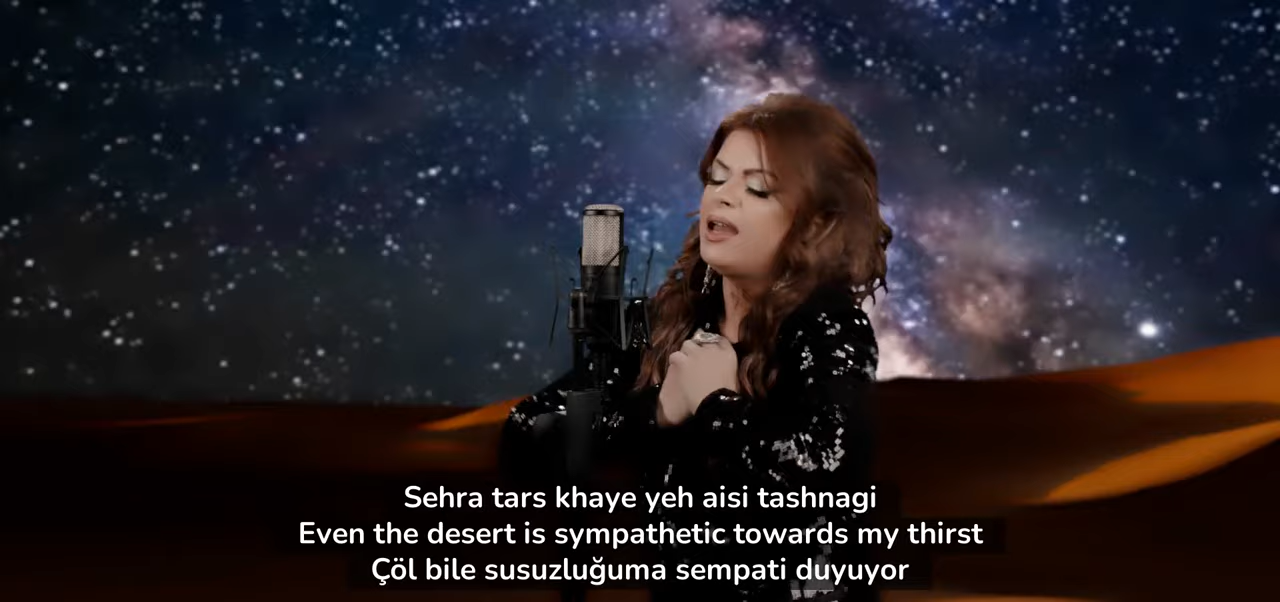 Sehra tars khaye yeh aisi tashnagi
Even the desert is sympathetic towards my thirst
Çöl bile susuzluğuma sempati duyuyor